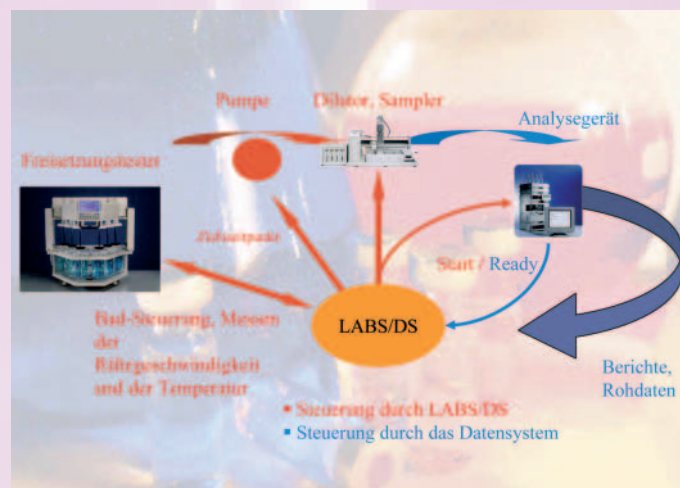 Pumpe
Dilutor, Sampler
Analysegerät
Freisetzungstester
Start / Ready
LABS/DS
Bad-Steuerung, Messen
der
Rührgeschwindigkeit
und der Temperatur
Berichte,
Rohdaten
Steuerung durch LABS/DS
Steuerung durch das Datensystem